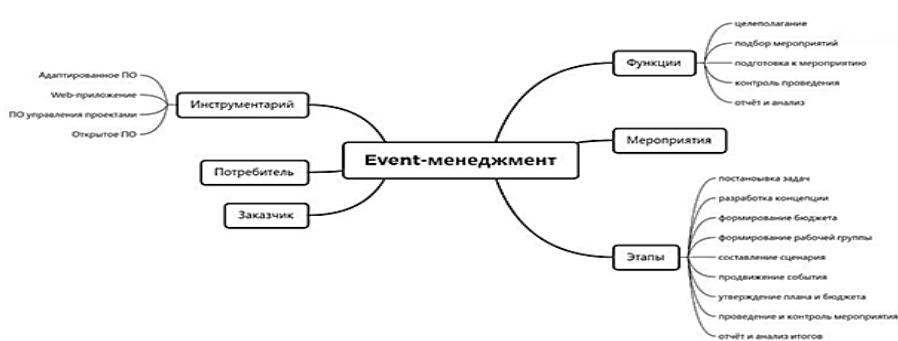 Event-менеджмент
Функции
целеполагание
подбор мероприятий
подготовка к мероприятию
контроль проведения
отчёт и анализ
Мероприятия
Этапы
постаноывка задач
разработка концепции
формирование бюджета
формирование рабочей группы
составление сценария
продвижение события
утверждение плана и бюджета
проведение и контроль мероприятия
отчёт и анализ итогов
Инструментарий
Адаптированное ПО
Web-приложение
ПО управления проектами
Открытое ПО
Потребитель
Заказчик